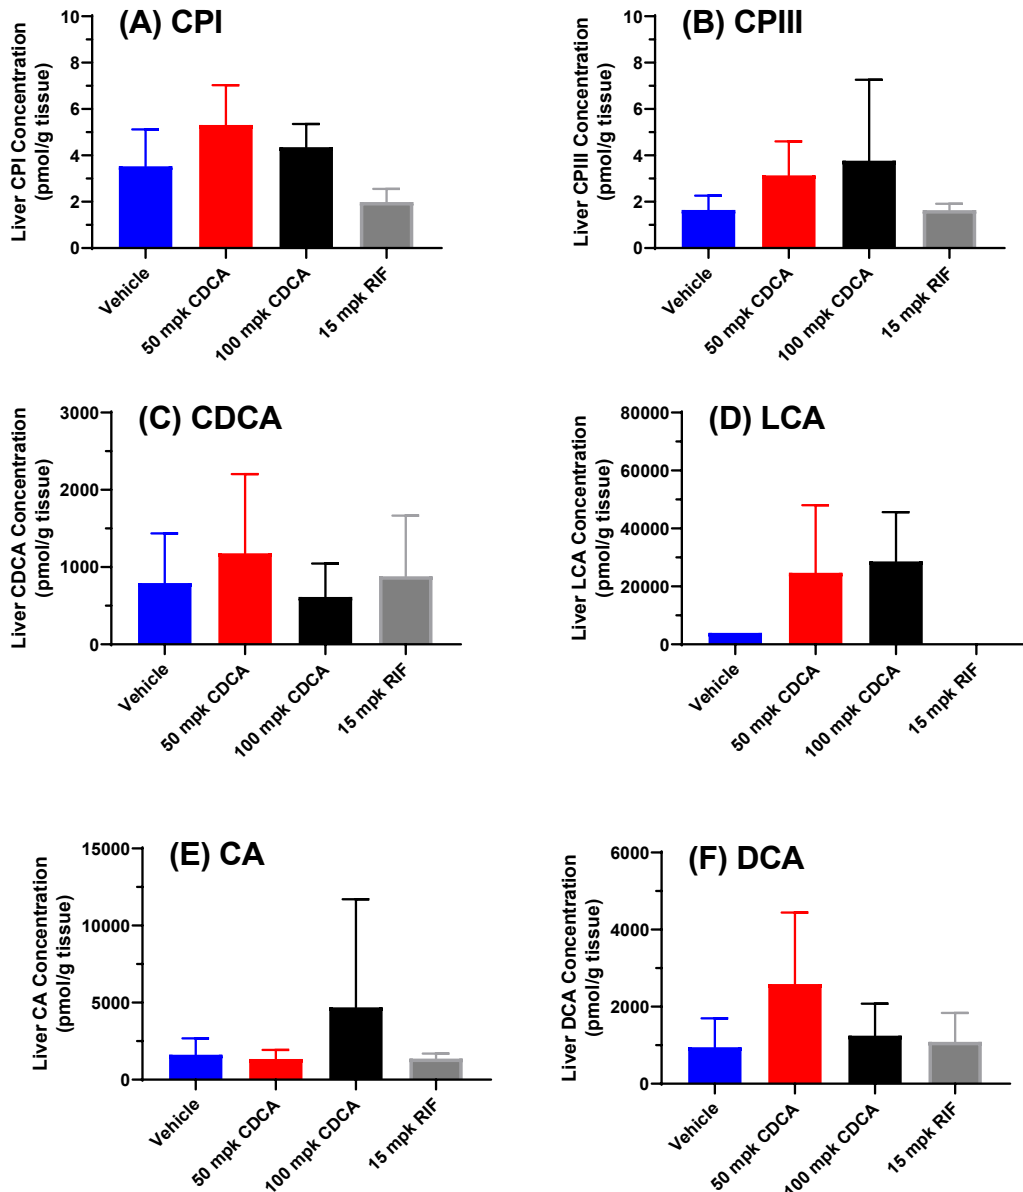 (A) CPI
Liver CPI Concentration
(pmol/g tissue)
10
8
6
4
2
0
Vehicle
50 mpk CDCA
100 mpk CDCA
15 mpk RIF
(B) CPIII
Liver CPIII Concentration
(pmol/g tissue)
10
8
6
4
2
0
Vehicle
50 mpk CDCA
100 mpk CDCA
15 mpk RIF
(C) CDCA
Liver CDCA Concentration
(pmol/g tissue)
3000
2000
1000
0
Vehicle
50 mpk CDCA
100 mpk CDCA
15 mpk RIF
(D) LCA
Liver LCA Concentration
(pmol/g tissue)
80000
60000
40000
20000
0
Vehicle
50 mpk CDCA
100 mpk CDCA
15 mpk RIF
(E) CA
Liver CA Concentration
(pmol/g tissue)
15000
10000
5000
0
Vehicle
50 mpk CDCA
100 mpk CDCA
15 mpk RIF
(F) DCA
Liver DCA Concentration
(pmol/g tissue)
6000
4000
2000
0
Vehicle
50 mpk CDCA
100 mpk CDCA
15 mpk RIF